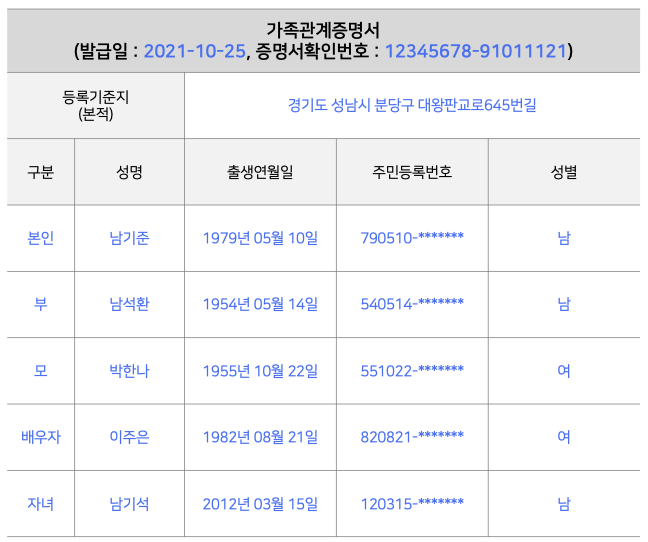 가족관계증명서
(발급일 : 2021-10-25, 증명서확인번호 : 12345678-91011121)
등록기준지
(본적)
경기도 성남시 분당구 대왕판교로645번길
구분 성명 출생연월일 주민등록번호 성별
본인 남기준 1979년 05월 10일 790510-******* 남
부 남석환 1954년 05월 14일 540514-******* 남
모 박한나 1955년 10월 22일 551022-******* 여
배우자 이주은 1982년 08월 21일 820821-******* 여
자녀 남기석 2012년 03월 15일 120315-******* 남